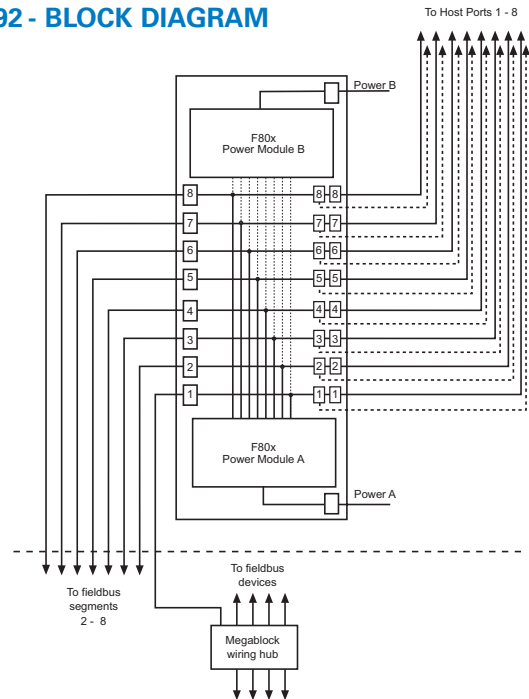 92 - BLOCK DIAGRAM
To Host Ports 1 - 8
Power B
F80x
Power Module B
8 8 8
7 7 7
6 6 6
5 5 5
4 4 4
3 3 3
2 2 2
1 1 1
F80x
Power Module A
Power A
To fieldbus
segments
2 - 8
To fieldbus
devices
Megablock
wiring hub